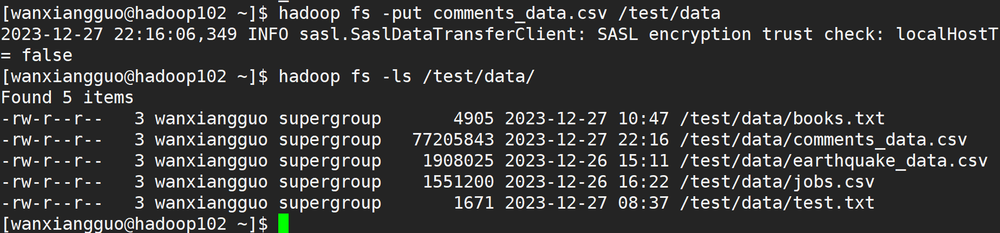 [wanxiangguo@hadoop102 ~]$ hadoop fs -put comments_data.csv /test/data
2023-12-27 22:16:06,349 INFO sasl.SaslDataTransferClient: SASL encryption trust check: localHostT
= false
[wanxiangguo@hadoop102 ~]$ hadoop fs -ls /test/data/
Found 5 items
-rw-r--r--   3 wanxiangguo supergroup       4905 2023-12-27 10:47 /test/data/books.txt
-rw-r--r--   3 wanxiangguo supergroup   77205843 2023-12-27 22:16 /test/data/comments_data.csv
-rw-r--r--   3 wanxiangguo supergroup    1908025 2023-12-26 15:11 /test/data/earthquake_data.csv
-rw-r--r--   3 wanxiangguo supergroup    1551200 2023-12-26 16:22 /test/data/jobs.csv
-rw-r--r--   3 wanxiangguo supergroup       1671 2023-12-27 08:37 /test/data/test.txt
[wanxiangguo@hadoop102 ~]$